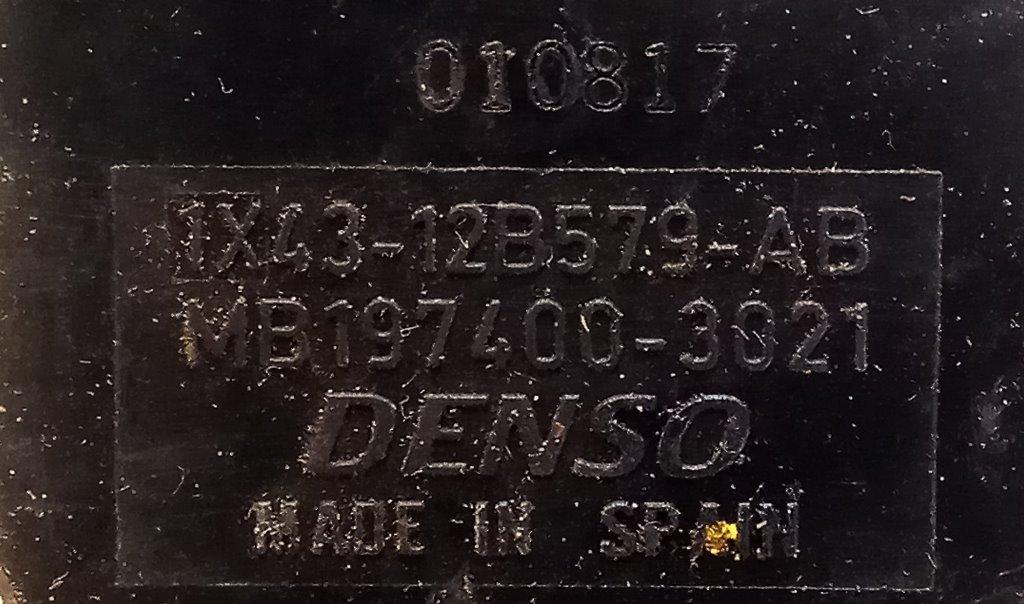 010817
1X43-12B579-AB
MB197400-3021
DENSO
MADE IN SPAIN